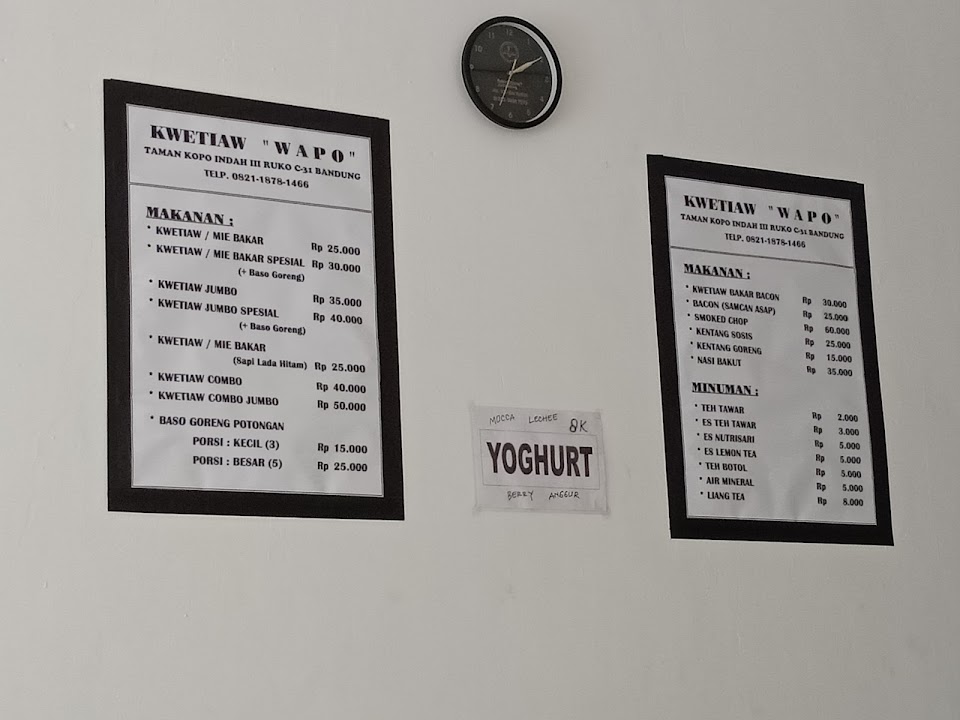 KWETIAW "WAPO"
TAMAN KOPO INDAH III RUKO C-31 BANDUNG
TELP. 0821-1878-1466
MAKANAN :
• KWETIAW / MIE BAKAR Rp 25.000
• KWETIAW / MIE BAKAR SPESIAL Rp 30.000
(+ Baso Goreng)
• KWETIAW JUMBO Rp 35.000
• KWETIAW JUMBO SPESIAL Rp 40.000
(+ Baso Goreng)
• KWETIAW / MIE BAKAR
(Sapi Lada Hitam) Rp 25.000
• KWETIAW COMBO Rp 40.000
• KWETIAW COMBO JUMBO Rp 50.000
• BASO GORENG POTONGAN
PORSI : KECIL (3) Rp 15.000
PORSI : BESAR (5) Rp 25.000
10 11 12 1
7 6 5
MOCCA LECHEE 8K
YOGHURT
BERRY ANGGUR
KWETIAW "WAPO"
TAMAN KOPO INDAH III RUKO C-31 BANDUNG
TELP. 0821-1878-1466
MAKANAN :
• KWETIAW BAKAR BACON Rp 30.000
• BACON (SAMCAN ASAP) Rp 25.000
• SMOKED CHOP Rp 60.000
• KENTANG SOSIS Rp 25.000
• KENTANG GORENG Rp 15.000
• NASI BAKUT Rp 35.000
MINUMAN :
• TEH TAWAR Rp 2.000
• ES TEH TAWAR Rp 3.000
• ES NUTRISARI Rp 5.000
• ES LEMON TEA Rp 5.000
• TEH BOTOL Rp 5.000
• AIR MINERAL Rp 5.000
• LIANG TEA Rp 8.000